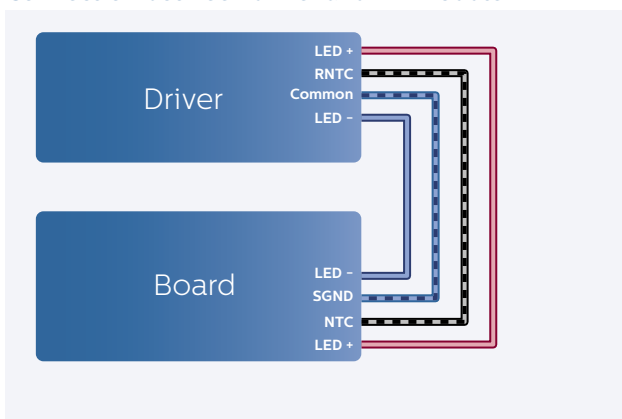 Driver
LED +
RNTC
Common
LED –
Board
LED –
SGND
NTC
LED +